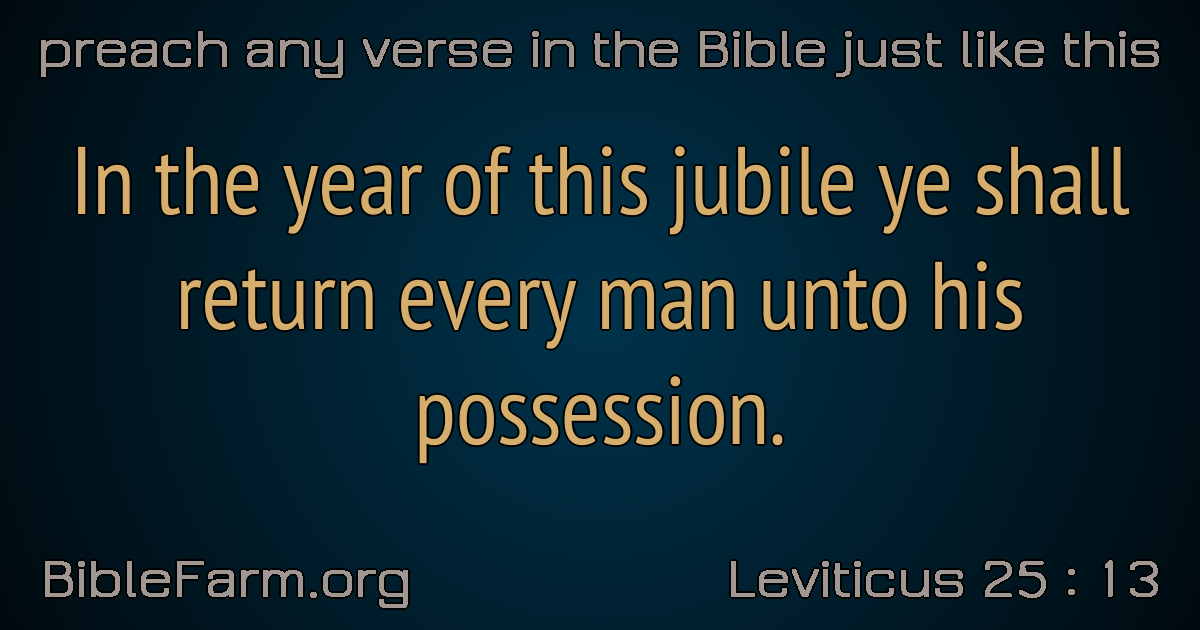 preach any verse in the Bible just like this
In the year of this jubile ye shall
return every man unto his
possession.
BibleFarm.org
Leviticus 25 : 13